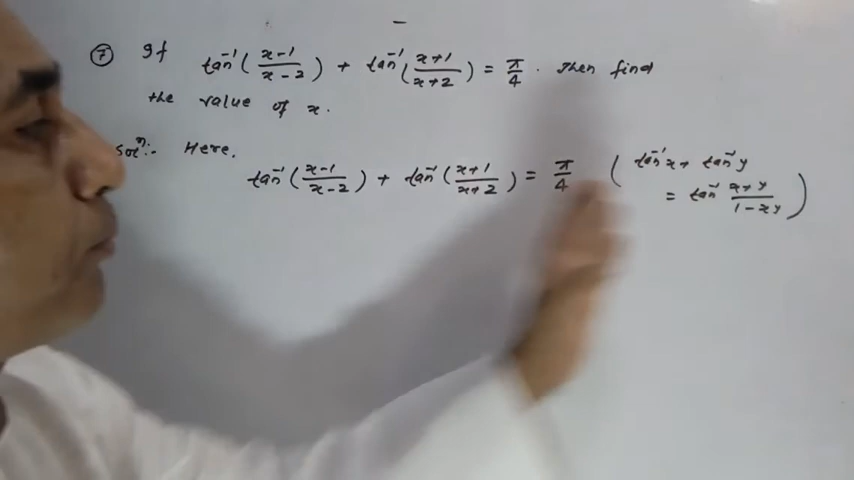 ⑦ If tan⁻¹(x-1/x-2) + tan⁻¹(x+1/x+2) = π/4. Then find
the value of x.
Solⁿ:- Here,
tan⁻¹(x-1/x-2) + tan⁻¹(x+1/x+2) = π/4 (tan⁻¹x + tan⁻¹y
= tan⁻¹ x+y/1-xy)